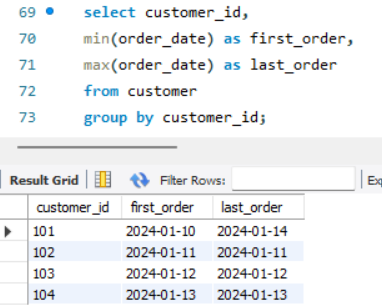 69 select customer_id,
70 min(order_date) as first_order,
71 max(order_date) as last_order
72 from customer
73 group by customer_id;
Result Grid Filter Rows:
customer_id first_order last_order
101 2024-01-10 2024-01-14
102 2024-01-11 2024-01-11
103 2024-01-12 2024-01-12
104 2024-01-13 2024-01-13